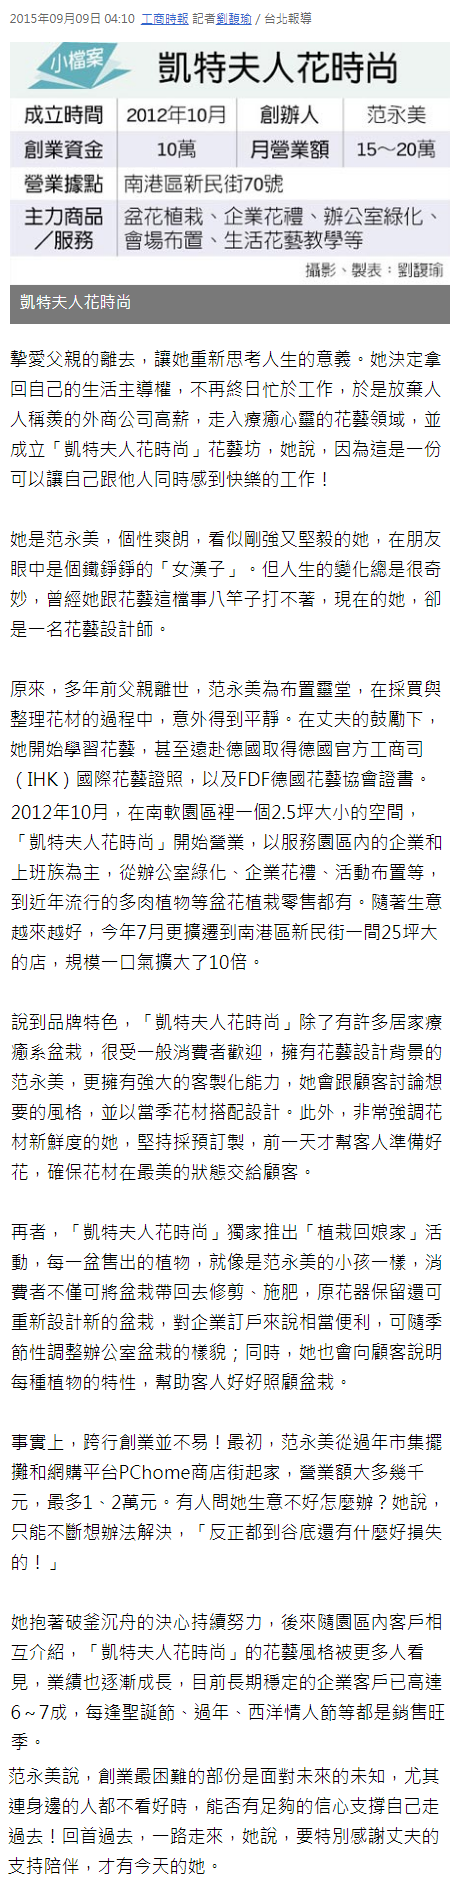 2015年09月09日 04:10 工商時報 記者劉馥瑜 / 台北報導
小檔案 凱特夫人花時尚
成立時間 2012年10月 創辦人 范永美
創業資金 10萬 月營業額 15～20萬
營業據點 南港區新民街70號
主力商品／服務 盆花植栽、企業花禮、辦公室綠化、
會場布置、生活花藝教學等
攝影、製表：劉馥瑜
凱特夫人花時尚
摯愛父親的離去，讓她重新思考人生的意義。她決定拿
回自己的生活主導權，不再終日忙於工作，於是放棄人
人稱羨的外商公司高薪，走入療癒心靈的花藝領域，並
成立「凱特夫人花時尚」花藝坊，她說，因為這是一份
可以讓自己跟他人同時感到快樂的工作！
她是范永美，個性爽朗，看似剛強又堅毅的她，在朋友
眼中是個鐵錚錚的「女漢子」。但人生的變化總是很奇
妙，曾經她跟花藝這檔事八竿子打不著，現在的她，卻
是一名花藝設計師。
原來，多年前父親離世，范永美為布置靈堂，在採買與
整理花材的過程中，意外得到平靜。在丈夫的鼓勵下，
她開始學習花藝，甚至遠赴德國取得德國官方工商司
（IHK）國際花藝證照，以及FDF德國花藝協會證書。
2012年10月，在南軟園區裡一個2.5坪大小的空間，
「凱特夫人花時尚」開始營業，以服務園區內的企業和
上班族為主，從辦公室綠化、企業花禮、活動布置等，
到近年流行的多肉植物等盆花植栽零售都有。隨著生意
越來越好，今年7月更擴遷到南港區新民街一間25坪大
的店，規模一口氣擴大了10倍。
說到品牌特色，「凱特夫人花時尚」除了有許多居家療
癒系盆栽，很受一般消費者歡迎，擁有花藝設計背景的
范永美，更擁有強大的客製化能力，她會跟顧客討論想
要的風格，並以當季花材搭配設計。此外，非常強調花
材新鮮度的她，堅持採預訂製，前一天才幫客人準備好
花，確保花材在最美的狀態交給顧客。
再者，「凱特夫人花時尚」獨家推出「植栽回娘家」活
動，每一盆售出的植物，就像是范永美的小孩一樣，消
費者不僅可將盆栽帶回去修剪、施肥，原花器保留還可
重新設計新的盆栽，對企業訂戶來說相當便利，可隨季
節性調整辦公室盆栽的樣貌；同時，她也會向顧客說明
每種植物的特性，幫助客人好好照顧盆栽。
事實上，跨行創業並不易！最初，范永美從過年市集擺
攤和網購平台PChome商店街起家，營業額大多幾千
元，最多1、2萬元。有人問她生意不好怎麼辦？她說，
只能不斷想辦法解決，「反正都到谷底還有什麼好損失
的！」
她抱著破釜沉舟的決心持續努力，後來隨園區內客戶相
互介紹，「凱特夫人花時尚」的花藝風格被更多人看
見，業績也逐漸成長，目前長期穩定的企業客戶已高達
6～7成，每逢聖誕節、過年、西洋情人節等都是銷售旺
季。
范永美說，創業最困難的部份是面對未來的未知，尤其
連身邊的人都不看好時，能否有足夠的信心支撐自己走
過去！回首過去，一路走來，她說，要特別感謝丈夫的
支持陪伴，才有今天的她。